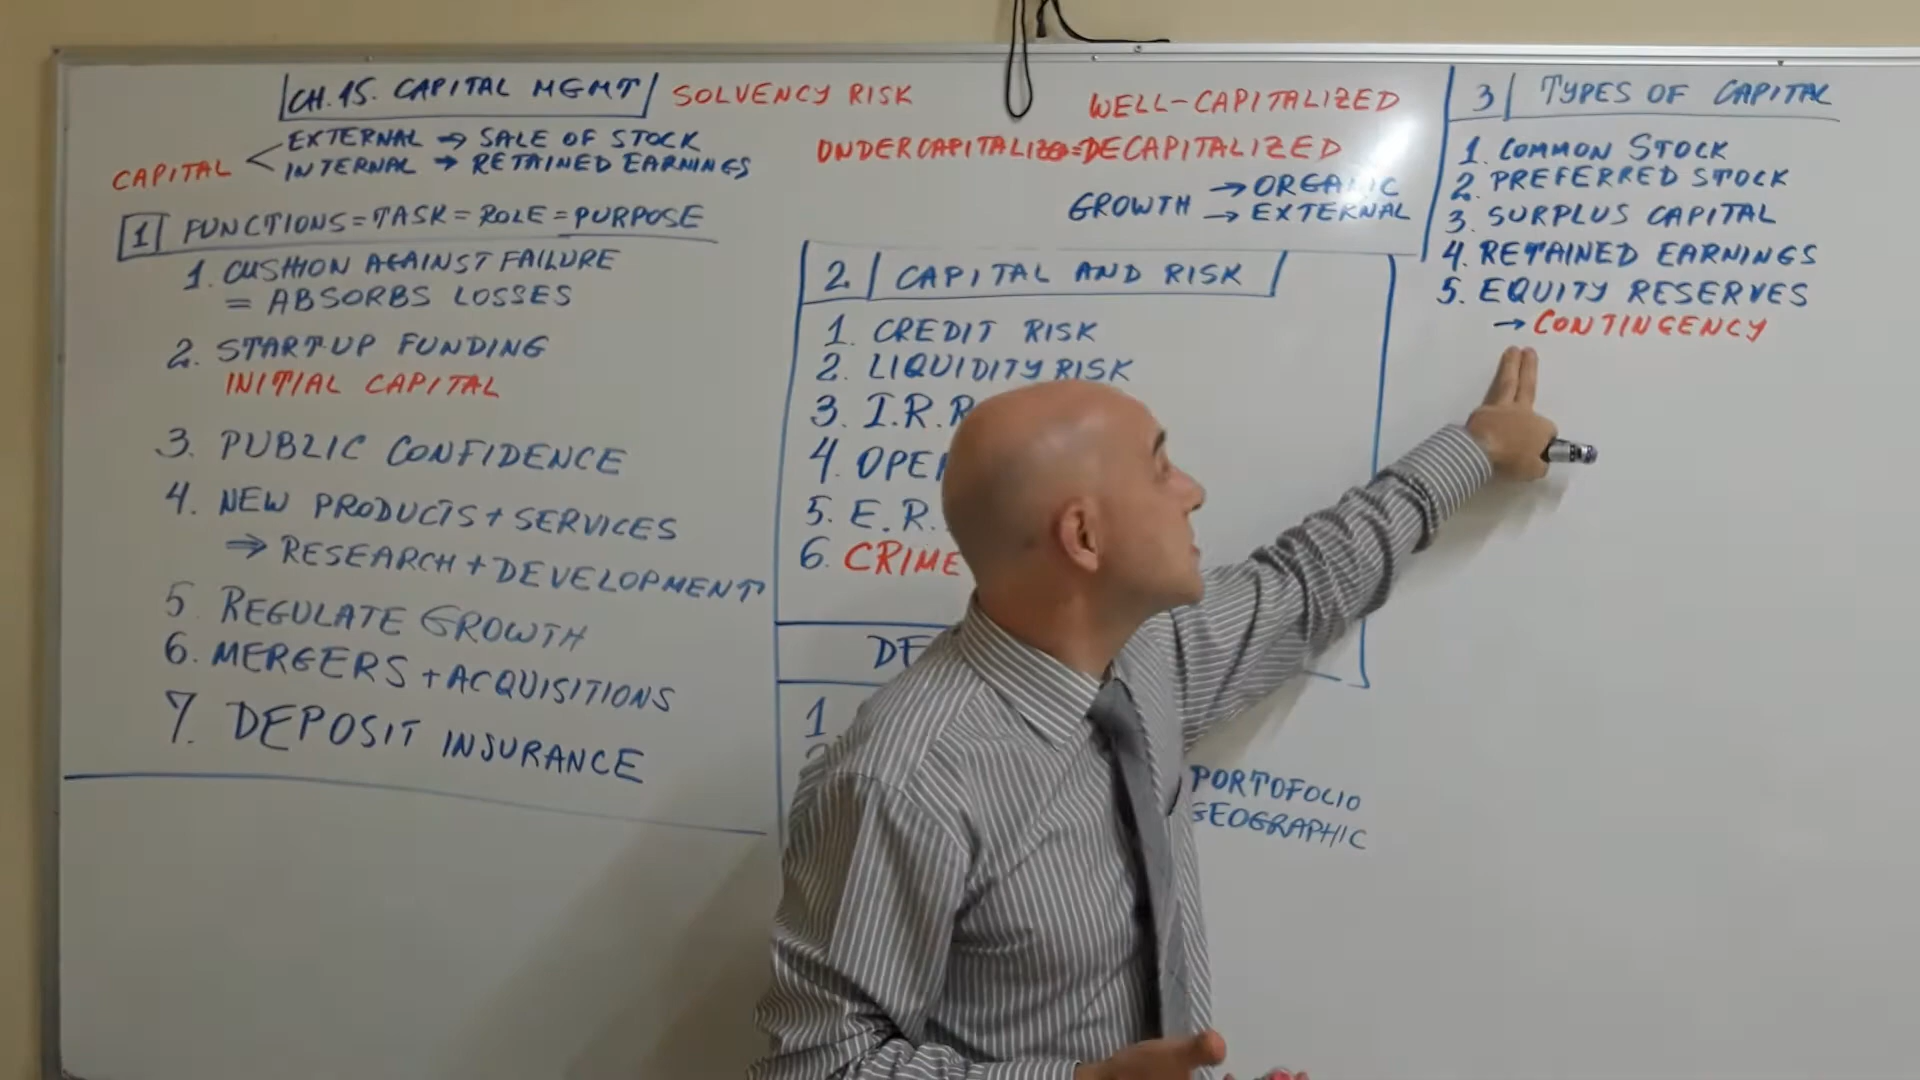 CH.15. CAPITAL MGMT SOLVENCY RISK
CAPITAL
EXTERNAL → SALE OF STOCK
INTERNAL → RETAINED EARNINGS
WELL-CAPITALIZED
UNDERCAPITALIZED=DECAPITALIZED
GROWTH
→ ORGANIC
→ EXTERNAL
1 FUNCTIONS = TASK = ROLE = PURPOSE
1. CUSHION AGAINST FAILURE
= ABSORBS LOSSES
2. START-UP FUNDING
INITIAL CAPITAL
3. PUBLIC CONFIDENCE
4. NEW PRODUCTS + SERVICES
⇒ RESEARCH + DEVELOPMENT
5 REGULATE GROWTH
6. MERGERS + ACQUISITIONS
7. DEPOSIT INSURANCE
2 CAPITAL AND RISK
1. CREDIT RISK
2. LIQUIDITY RISK
3. I.R.R
4. OPE
5. E.R.
6. CRIME
DE
1
PORTOFOLIO
GEOGRAPHIC
3 TYPES OF CAPITAL
1. COMMON STOCK
2. PREFERRED STOCK
3. SURPLUS CAPITAL
4. RETAINED EARNINGS
5. EQUITY RESERVES
→ CONTINGENCY